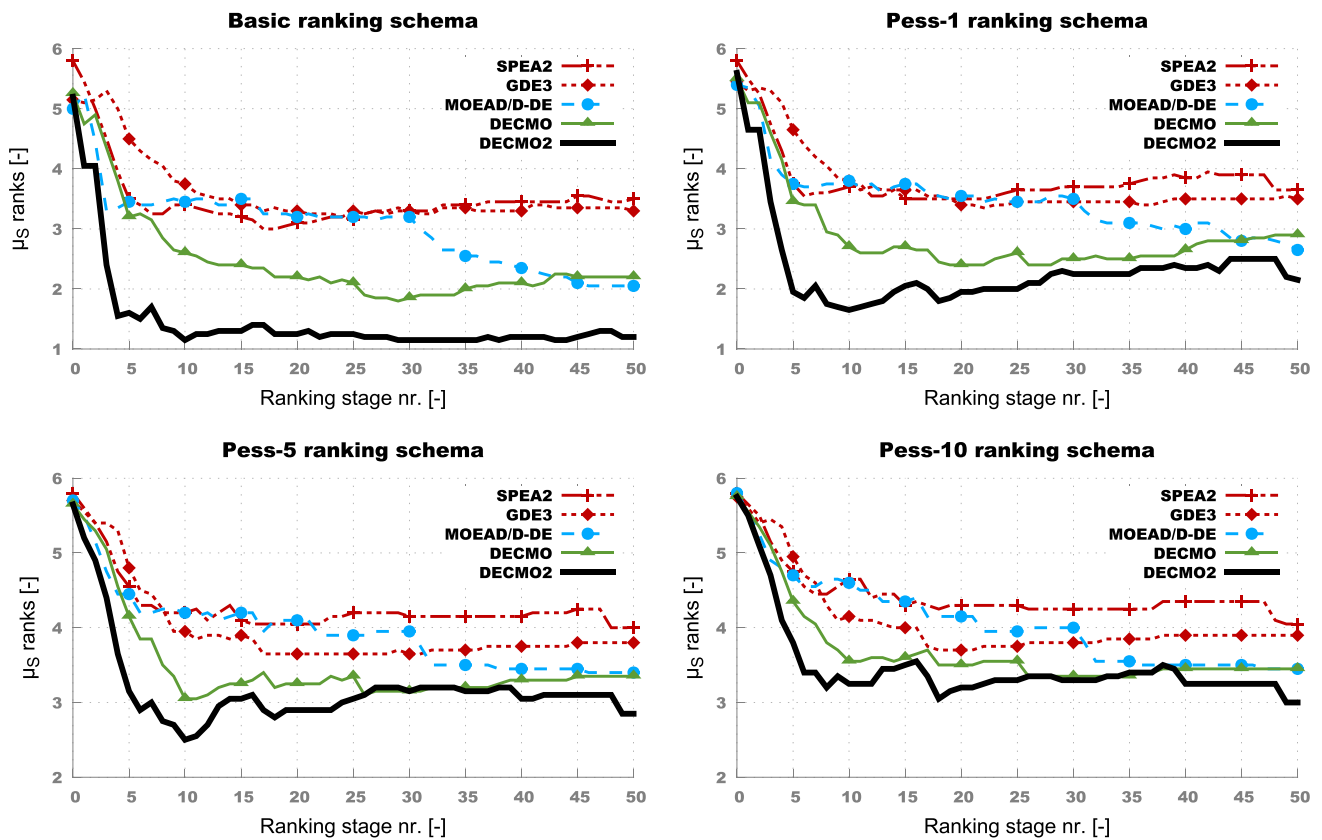 Basic ranking schema
6
5
4
3
2
1
μS ranks [-]
SPEA2
GDE3
MOEAD/D-DE
DECMO
DECMO2
0 5 10 15 20 25 30 35 40 45 50
Ranking stage nr. [-]
Pess-1 ranking schema
6
5
4
3
2
1
μS ranks [-]
SPEA2
GDE3
MOEAD/D-DE
DECMO
DECMO2
0 5 10 15 20 25 30 35 40 45 50
Ranking stage nr. [-]
Pess-5 ranking schema
6
5
4
3
2
μS ranks [-]
SPEA2
GDE3
MOEAD/D-DE
DECMO
DECMO2
0 5 10 15 20 25 30 35 40 45 50
Ranking stage nr. [-]
Pess-10 ranking schema
6
5
4
3
2
μS ranks [-]
SPEA2
GDE3
MOEAD/D-DE
DECMO
DECMO2
0 5 10 15 20 25 30 35 40 45 50
Ranking stage nr. [-]